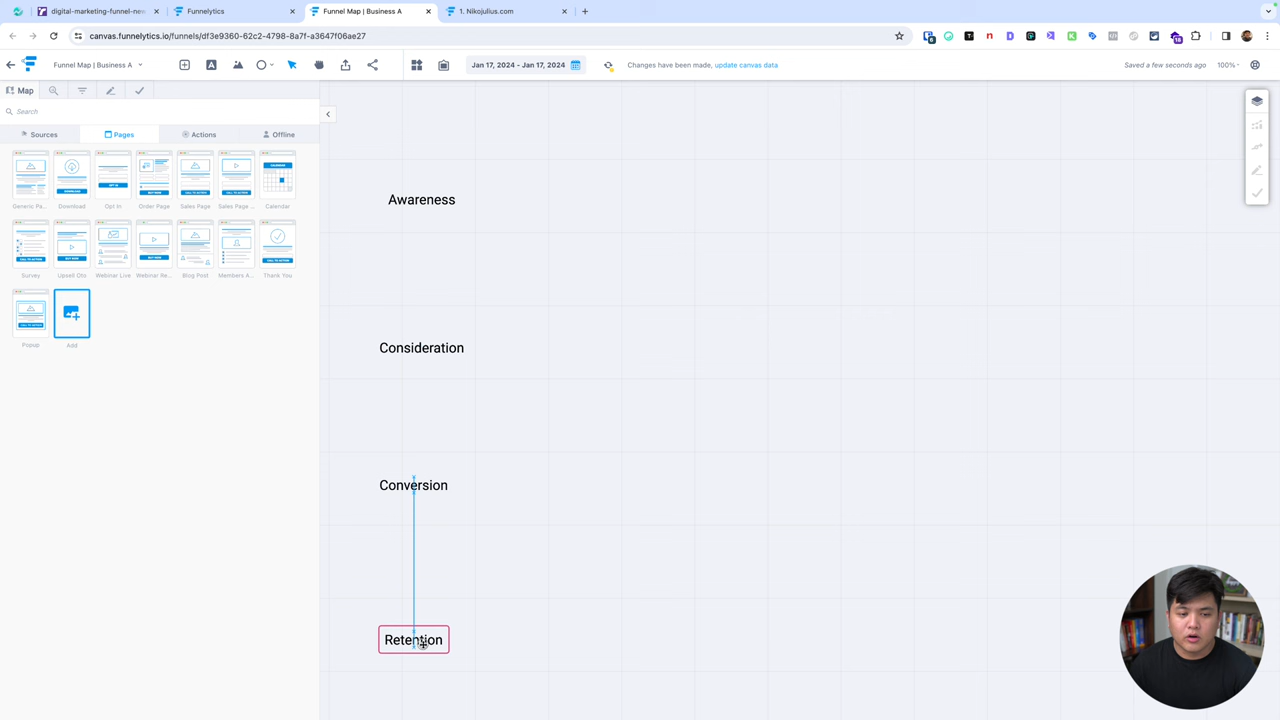 digital-marketing-funnel-new
Funnelytics
Funnel Map | Business A
1. Nikojulius.com
canvas.funnelytics.io/funnels/df3e9360-62c2-4798-8a7f-a3647f06ae27
Funnel Map | Business A
Jan 17, 2024 - Jan 17, 2024
Changes have been made, update canvas data
Saved a few seconds ago
100%
Map
Search
Sources
Pages
Actions
Offline
Generic Pa...
Download
Opt In
Order Page
Sales Page
Sales Page ...
Calendar
Survey
Upsell Oto
Webinar Live
Webinar Re...
Blog Post
Members A...
Thank You
Popup
Add
Awareness
Consideration
Conversion
Retention